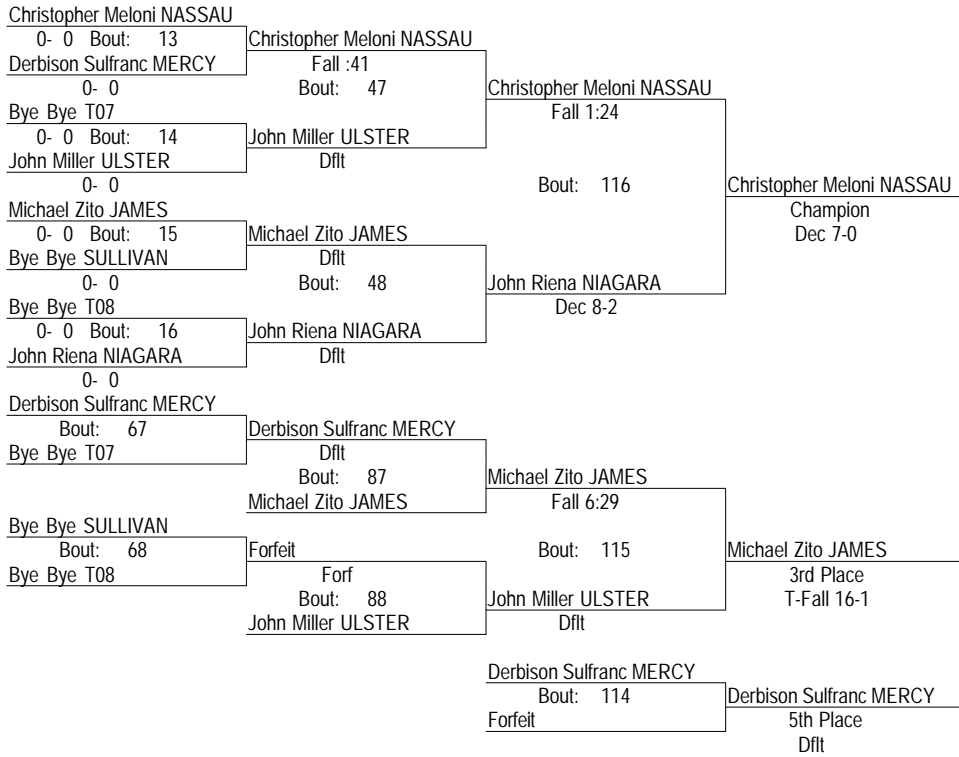 Christopher Meloni NASSAU
0- 0 Bout: 13
Christopher Meloni NASSAU
Derbison Sulfranc MERCY
Fall :41
0- 0
Bout: 47
Christopher Meloni NASSAU
Bye Bye T07
Fall 1:24
0- 0 Bout: 14
John Miller ULSTER
John Miller ULSTER
Dflt
0- 0
Bout: 116
Christopher Meloni NASSAU
Michael Zito JAMES
Champion
0- 0 Bout: 15
Michael Zito JAMES
Dec 7-0
Bye Bye SULLIVAN
Dflt
0- 0
Bout: 48
John Riena NIAGARA
Bye Bye T08
Dec 8-2
0- 0 Bout: 16
John Riena NIAGARA
John Riena NIAGARA
Dflt
0- 0
Derbison Sulfranc MERCY
Bout: 67
Derbison Sulfranc MERCY
Bye Bye T07
Dflt
Bout: 87
Michael Zito JAMES
Michael Zito JAMES
Fall 6:29
Bye Bye SULLIVAN
Bout: 68
Forfeit
Bout: 115
Michael Zito JAMES
Bye Bye T08
Forf
3rd Place
Bout: 88
John Miller ULSTER
T-Fall 16-1
John Miller ULSTER
Dflt
Derbison Sulfranc MERCY
Bout: 114
Derbison Sulfranc MERCY
Forfeit
5th Place
Dflt